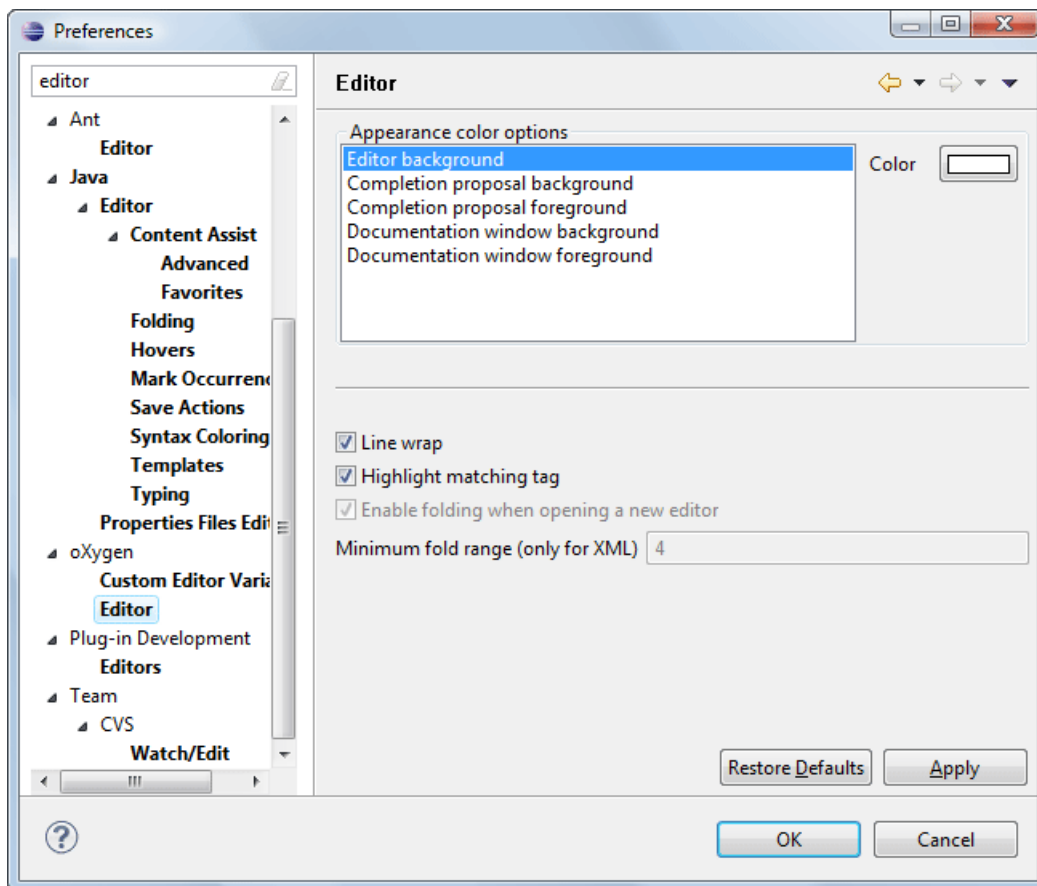 Preferences
editor
Ant
Editor
Java
Editor
Content Assist
Advanced
Favorites
Folding
Hovers
Mark Occurren
Save Actions
Syntax Coloring
Templates
Typing
Properties Files Edit
oXygen
Custom Editor Varia
Editor
Plug-in Development
Editors
Team
CVS
Watch/Edit
Editor
Appearance color options
Editor background
Completion proposal background
Completion proposal foreground
Documentation window background
Documentation window foreground
Color
Line wrap
Highlight matching tag
Enable folding when opening a new editor
Minimum fold range (only for XML) 4
Restore Defaults Apply
OK Cancel